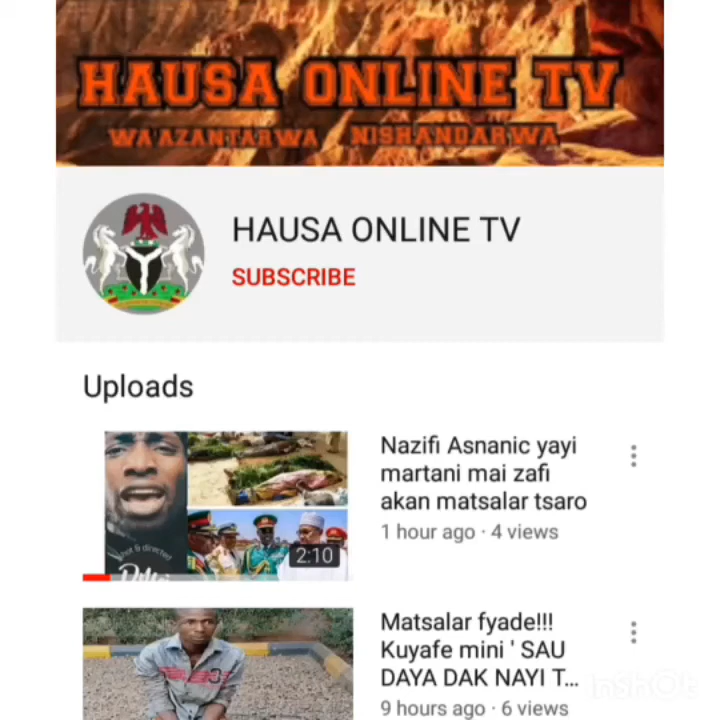 HAUSA ONLINE TV
WA'AZANTARWA / NISHANDARWA
HAUSA ONLINE TV
SUBSCRIBE
Uploads
Nazifi Asnanic yayi
martani mai zafi
akan matsalar tsaro
1 hour ago · 4 views
& directed
2:10
Matsalar fyade!!!
Kuyafe mini ' SAU
DAYA DAK NAYI T...
9 hours ago · 6 views
InShOt